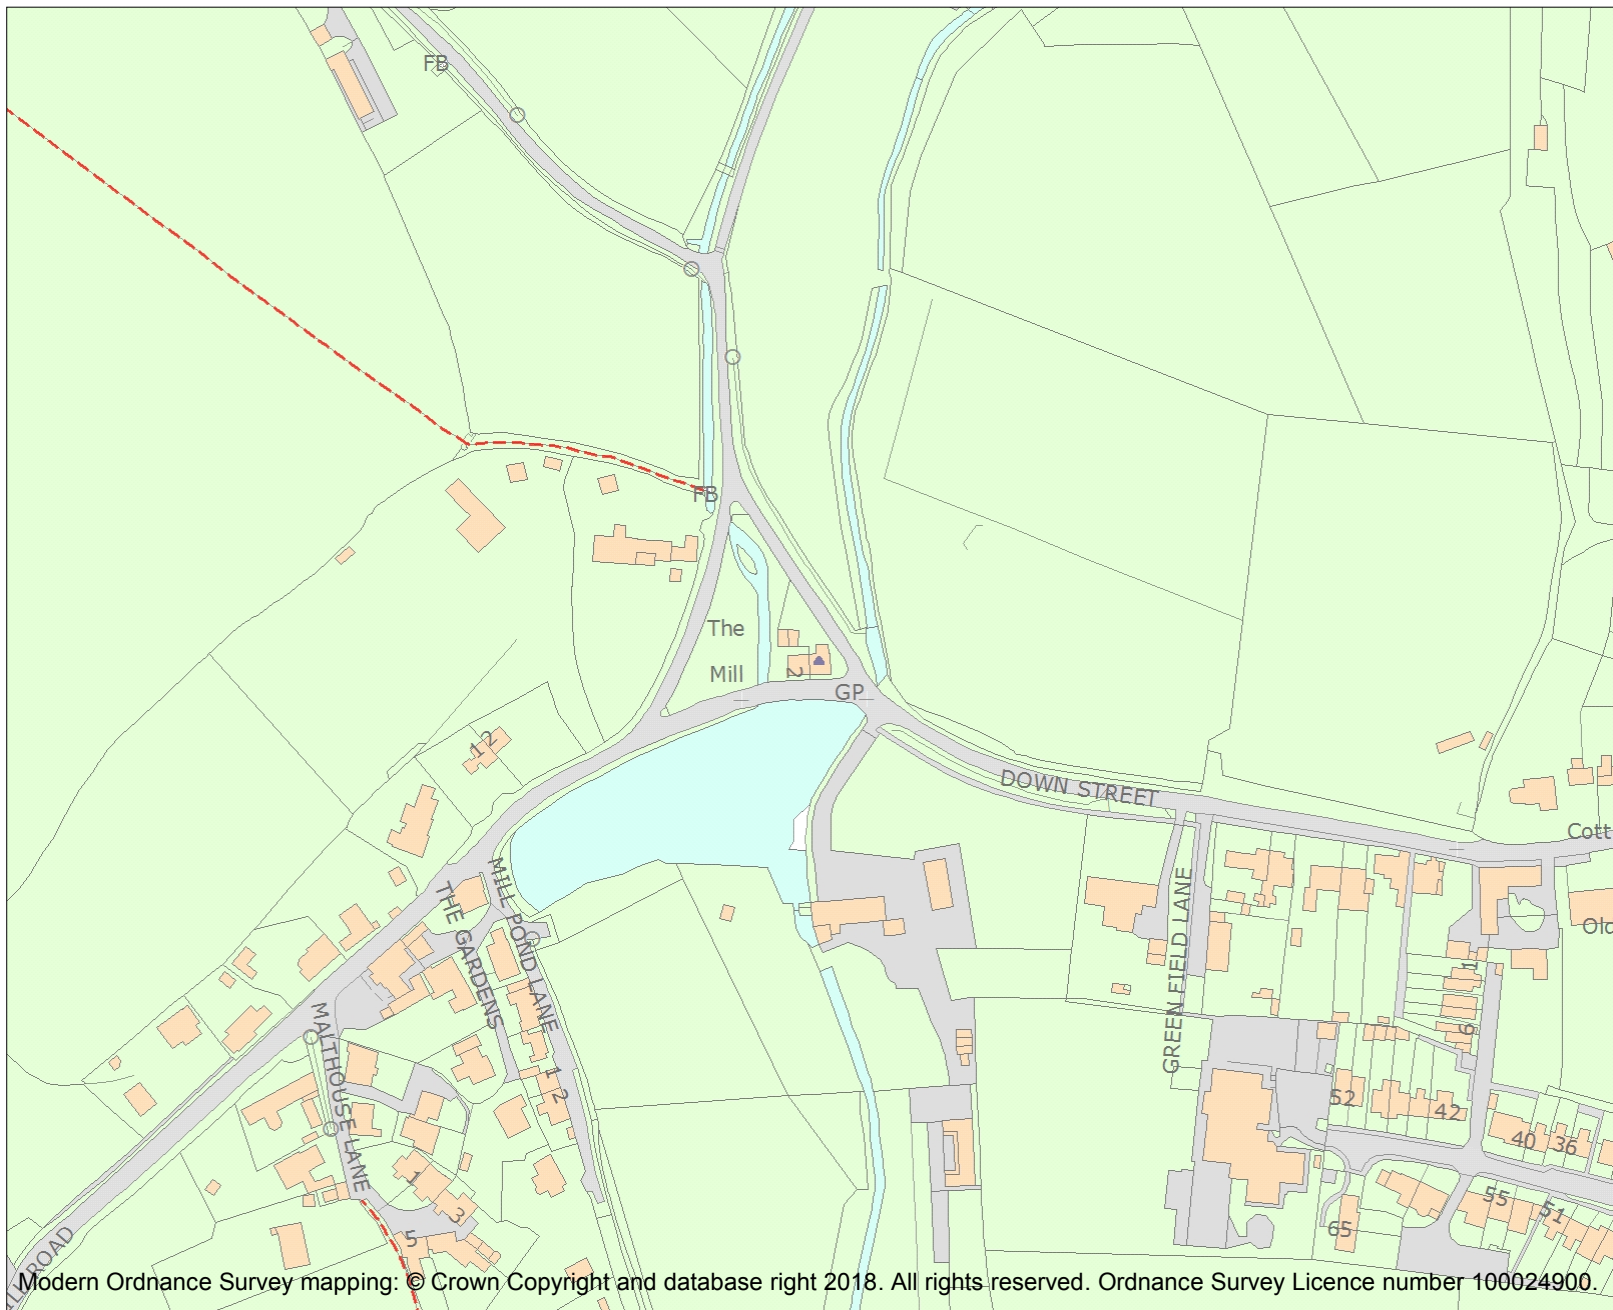 FB
FB
The
Mill
2
GP
12
DOWN STREET
Cott
Old
MILL POND LANE
THE GARDENS
GREEN FIELD LANE
MALTHOUSE LANE
1
6
1 2
52
42
40
36
1
3
5
55
51
65
ROAD
Modern Ordnance Survey mapping: © Crown Copyright and database right 2018. All rights reserved. Ordnance Survey Licence number 100024900.